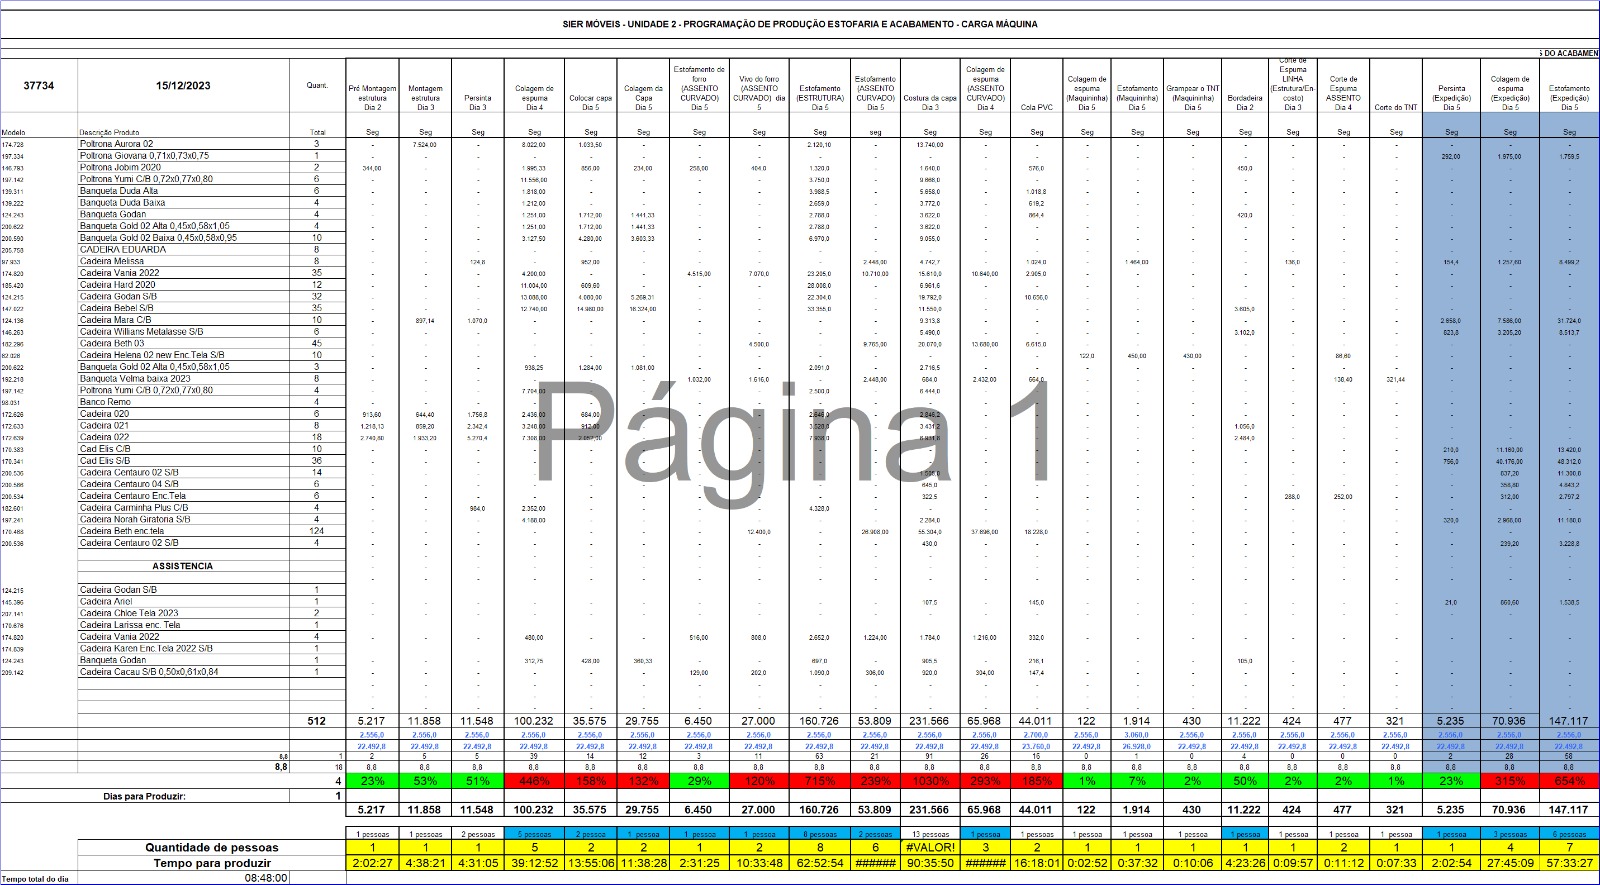 SIER MÓVEIS - UNIDADE 2 - PROGRAMAÇÃO DE PRODUÇÃO ESTOFARIA E ACABAMENTO - CARGA MÁQUINA
S DO ACABAMEN
37734 15/12/2023 Quant. Pré Montagem estrutura Dia 2 Montagem estrutura Dia 3 Persinta Dia 3 Colagem de espuma Dia 4 Colocar capa Dia 5 Colagem da Capa Dia 5 Estofamento de forro (ASSENTO CURVADO) Dia 5 Vivo do forro (ASSENTO CURVADO) dia 5 Estofamento (ESTRUTURA) Dia 5 Estofamento (ASSENTO CURVADO) Dia 5 Costura da capa Dia 3 Colagem de espuma (ASSENTO CURVADO) Dia 4 Cola PVC Colagem de espuma (Maquininha) Dia 5 Estofamento (Maquininha) Dia 5 Grampear o TNT (Maquininha) Dia 5 Bordadeira Dia 2 Corte de Espuma LINHA (Estrutura/Encosto) Dia 3 Corte de Espuma ASSENTO Dia 4 Corte do TNT Persinta (Expedição) Dia 5 Colagem de espuma (Expedição) Dia 5 Estofamento (Expedição) Dia 5
Modelo Descrição Produto Total Seg Seg Seg Seg Seg Seg Seg Seg Seg seg Seg Seg Seg Seg Seg Seg Seg Seg Seg Seg Seg Seg Seg
174.728 Poltrona Aurora 02 3 7.524,00 8.022,00 1.033,50 2.120,10 13.740,00
197.334 Poltrona Giovana 0,71x0,73x0,75 1 292,00 1.975,00 1.759,5
146.793 Poltrona Jobim 2020 2 344,00 1.995,33 856,00 234,00 258,00 404,0 1.320,0 1.640,0 576,0 450,0
197.142 Poltrona Yumi C/B 0,72x0,77x0,80 6 11.556,00 3.750,0 9.666,0
139.311 Banqueta Duda Alta 6 1.818,00 3.988,5 5.658,0 1.018,8
139.222 Banqueta Duda Baixa 4 1.212,00 2.659,0 3.772,0 619,2
124.243 Banqueta Godan 4 1.251,00 1.712,00 1.441,33 2.788,0 3.622,0 864,4 420,0
200.622 Banqueta Gold 02 Alta 0,45x0,58x1,05 4 1.251,00 1.712,00 1.441,33 2.788,0 3.622,0
200.590 Banqueta Gold 02 Baixa 0,45x0,58x0,95 10 3.127,50 4.280,00 3.603,33 6.970,0 9.055,0
205.758 CADEIRA EDUARDA 8
97.933 Cadeira Melissa 8 124,8 952,00 2.448,00 4.742,7 1.024,0 1.464,00 136,0 154,4 1.257,60 8.499,2
174.820 Cadeira Vania 2022 35 4.200,00 4.515,00 7.070,0 23.205,0 10.710,00 15.610,0 10.640,00 2.905,0
185.420 Cadeira Hard 2020 12 11.004,00 609,60 28.008,0 6.961,6
124.215 Cadeira Godan S/B 32 13.088,00 4.080,00 5.269,31 22.304,0 19.792,0 10.656,0
147.022 Cadeira Bebel S/B 35 12.740,00 14.980,00 16.324,00 33.355,0 11.550,0 3.605,0
124.136 Cadeira Mara C/B 10 897,14 1.070,0 9.313,8 2.658,0 7.586,00 31.724,0
146.263 Cadeira Willians Metalasse S/B 6 5.490,0 3.102,0 823,8 3.205,20 8.513,7
182.296 Cadeira Beth 03 45 4.500,0 9.765,00 20.070,0 13.680,00 6.615,0
82.028 Cadeira Helena 02 new Enc.Tela S/B 10 122,0 450,00 430,00 86,60
200.622 Banqueta Gold 02 Alta 0,45x0,58x1,05 3 938,25 1.284,00 1.081,00 2.091,0 2.716,5
192.218 Banqueta Velma baixa 2023 8 1.032,00 1.616,0 2.448,00 684,0 2.432,00 664,0 138,40 321,44
197.142 Poltrona Yumi C/B 0,72x0,77x0,80 4 7.704,00 2.500,0 6.444,0
98.031 Banco Remo 4
172.626 Cadeira 020 6 913,60 644,40 1.756,8 2.436,00 684,00 2.646,0 2.846,2
172.633 Cadeira 021 8 1.218,13 859,20 2.342,4 3.248,00 912,00 3.528,0 3.431,2 1.056,0
172.639 Cadeira 022 18 2.740,80 1.933,20 5.270,4 7.308,00 2.052,00 7.938,0 2.484,0
170.383 Cad Elis C/B 10 210,0 11.160,00 13.420,0
170.341 Cad Elis S/B 36 756,0 40.176,00 48.312,0
200.536 Cadeira Centauro 02 S/B 14 837,20 11.300,8
200.566 Cadeira Centauro 04 S/B 6 645,0 358,80 4.843,2
200.534 Cadeira Centauro Enc.Tela 6 322,5 288,0 252,00 312,00 2.797,2
182.601 Cadeira Carminha Plus C/B 4 984,0 2.352,00 4.328,0
197.241 Cadeira Norah Giratoria S/B 4 4.188,00 2.284,0 320,0 2.968,00 11.180,0
170.468 Cadeira Beth enc.tela 124 12.400,0 26.908,00 55.304,0 37.696,00 18.228,0
200.536 Cadeira Centauro 02 S/B 4 430,0 239,20 3.228,8
ASSISTENCIA
124.215 Cadeira Godan S/B 1
145.396 Cadeira Ariel 1 107,5 145,0 21,0 860,60 1.538,5
207.141 Cadeira Chloe Tela 2023 2
170.676 Cadeira Larissa enc. Tela 1
174.820 Cadeira Vania 2022 4 480,00 516,00 808,0 2.652,0 1.224,00 1.784,0 1.216,00 332,0
174.639 Cadeira Karen Enc.Tela 2022 S/B 1
124.243 Banqueta Godan 1 312,75 428,00 360,33 697,0 905,5 216,1 105,0
209.142 Cadeira Cacau S/B 0,50x0,61x0,84 1 129,00 202,0 1.090,0 306,00 920,0 304,00 147,4
512 5.217 11.858 11.548 100.232 35.575 29.755 6.450 27.000 160.726 53.809 231.566 65.968 44.011 122 1.914 430 11.222 424 477 321 5.235 70.936 147.117
2.556,0 2.556,0 2.556,0 2.556,0 2.556,0 2.556,0 2.556,0 2.556,0 2.556,0 2.556,0 2.556,0 2.556,0 2.700,0 2.556,0 3.060,0 2.556,0 2.556,0 2.556,0 2.556,0 2.556,0 2.556,0 2.556,0 2.556,0
22.492,8 22.492,8 22.492,8 22.492,8 22.492,8 22.492,8 22.492,8 22.492,8 22.492,8 22.492,8 22.492,8 22.492,8 23.760,0 22.492,8 26.928,0 22.492,8 22.492,8 22.492,8 22.492,8 22.492,8 22.492,8 22.492,8 22.492,8
8,8 1 2 5 5 39 14 12 3 11 63 21 91 26 16 0 1 0 4 0 0 0 2 28 58
8,8 18 8,8 8,8 8,8 8,8 8,8 8,8 8,8 8,8 8,8 8,8 8,8 8,8 8,8 8,8 8,8 8,8 8,8 8,8 8,8 8,8 8,8 8,8 8,8
4 23% 53% 51% 446% 158% 132% 29% 120% 715% 239% 1030% 293% 185% 1% 7% 2% 50% 2% 2% 1% 23% 315% 654%
Dias para Produzir: 1
5.217 11.858 11.548 100.232 35.575 29.755 6.450 27.000 160.726 53.809 231.566 65.968 44.011 122 1.914 430 11.222 424 477 321 5.235 70.936 147.117
1 pessoas 1 pessoas 2 pessoas 5 pessoas 2 pessoa 1 pessoa 1 pessoa 1 pessoas 8 pessoas 2 pessoas 13 pessoas 1 pessoa 1 pessoas 1 pessoas 1 pessoas 1 pessoas 1 pessoa 1 pessoas 1 pessoas 1 pessoas 1 pessoa 3 pessoas 6 pessoas
Quantidade de pessoas 1 1 1 5 2 2 1 2 8 6 #VALOR! 3 2 1 1 1 1 1 2 1 1 4 7
Tempo para produzir 2:02:27 4:38:21 4:31:05 39:12:52 13:55:06 11:38:28 2:31:25 10:33:48 62:52:54 ###### 90:35:50 ###### 16:18:01 0:02:52 0:37:32 0:10:06 4:23:26 0:09:57 0:11:12 0:07:33 2:02:54 27:45:09 57:33:27
Tempo total do dia 08:48:00
Página 1